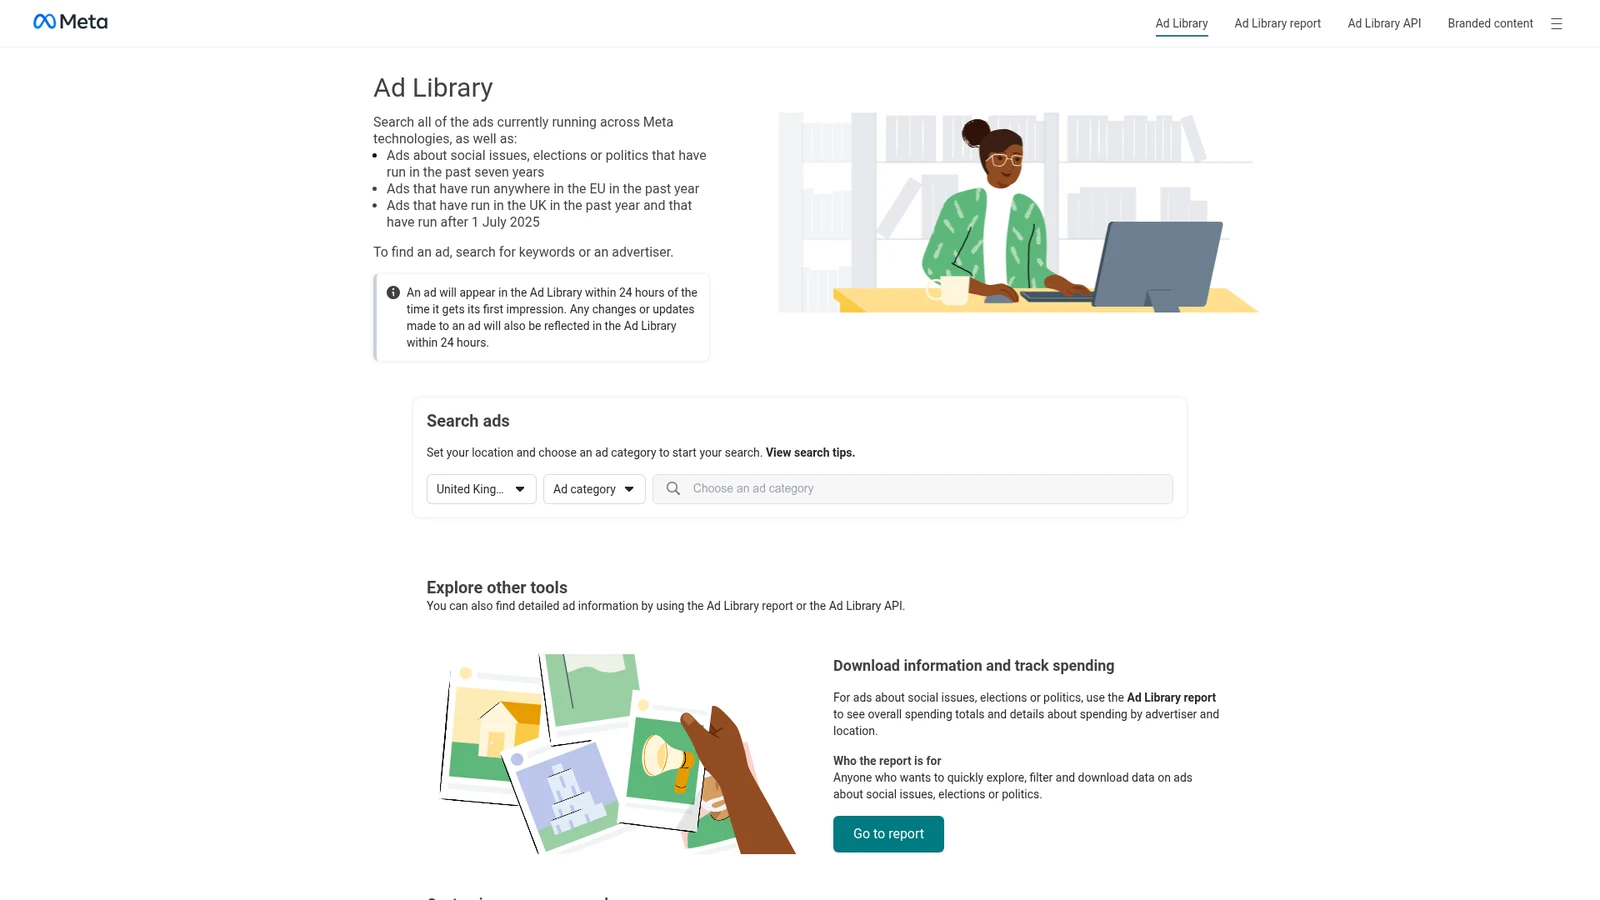 Meta
Ad Library
Ad Library report
Ad Library API
Branded content
Ad Library
Search all of the ads currently running across Meta
technologies, as well as:
Ads about social issues, elections or politics that have
run in the past seven years
Ads that have run anywhere in the EU in the past year
Ads that have run in the UK in the past year and that
have run after 1 July 2025
To find an ad, search for keywords or an advertiser.
An ad will appear in the Ad Library within 24 hours of the
time it gets its first impression. Any changes or updates
made to an ad will also be reflected in the Ad Library
within 24 hours.
Search ads
Set your location and choose an ad category to start your search. View search tips.
United King...
Ad category
Choose an ad category
Explore other tools
You can also find detailed ad information by using the Ad Library report or the Ad Library API.
Download information and track spending
For ads about social issues, elections or politics, use the Ad Library report
to see overall spending totals and details about spending by advertiser and
location.
Who the report is for
Anyone who wants to quickly explore, filter and download data on ads
about social issues, elections or politics.
Go to report